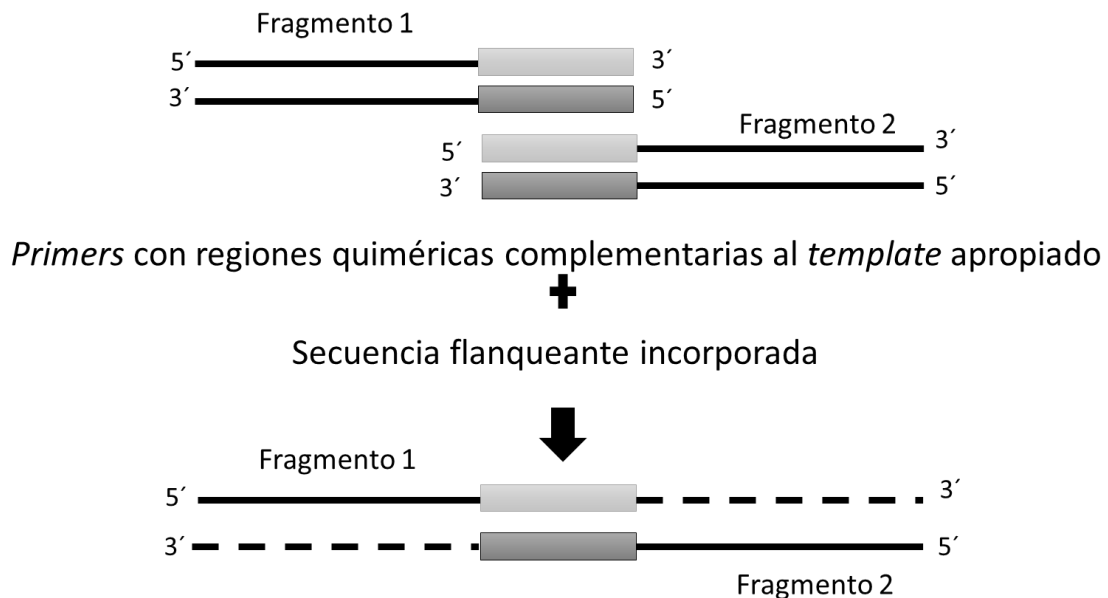 Fragmento 1
5´ 3´
3´ 5´
Fragmento 2
5´ 3´
3´ 5´
Primers con regiones quiméricas complementarias al template apropiado
+
Secuencia flanqueante incorporada
Fragmento 1
5´ 3´
3´ 5´
Fragmento 2